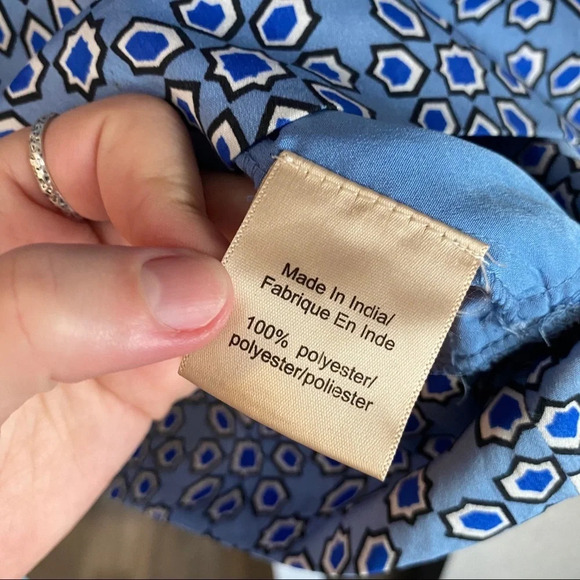 Made In India/
Fabrique En Inde
100% polyester/
polyester/poliester